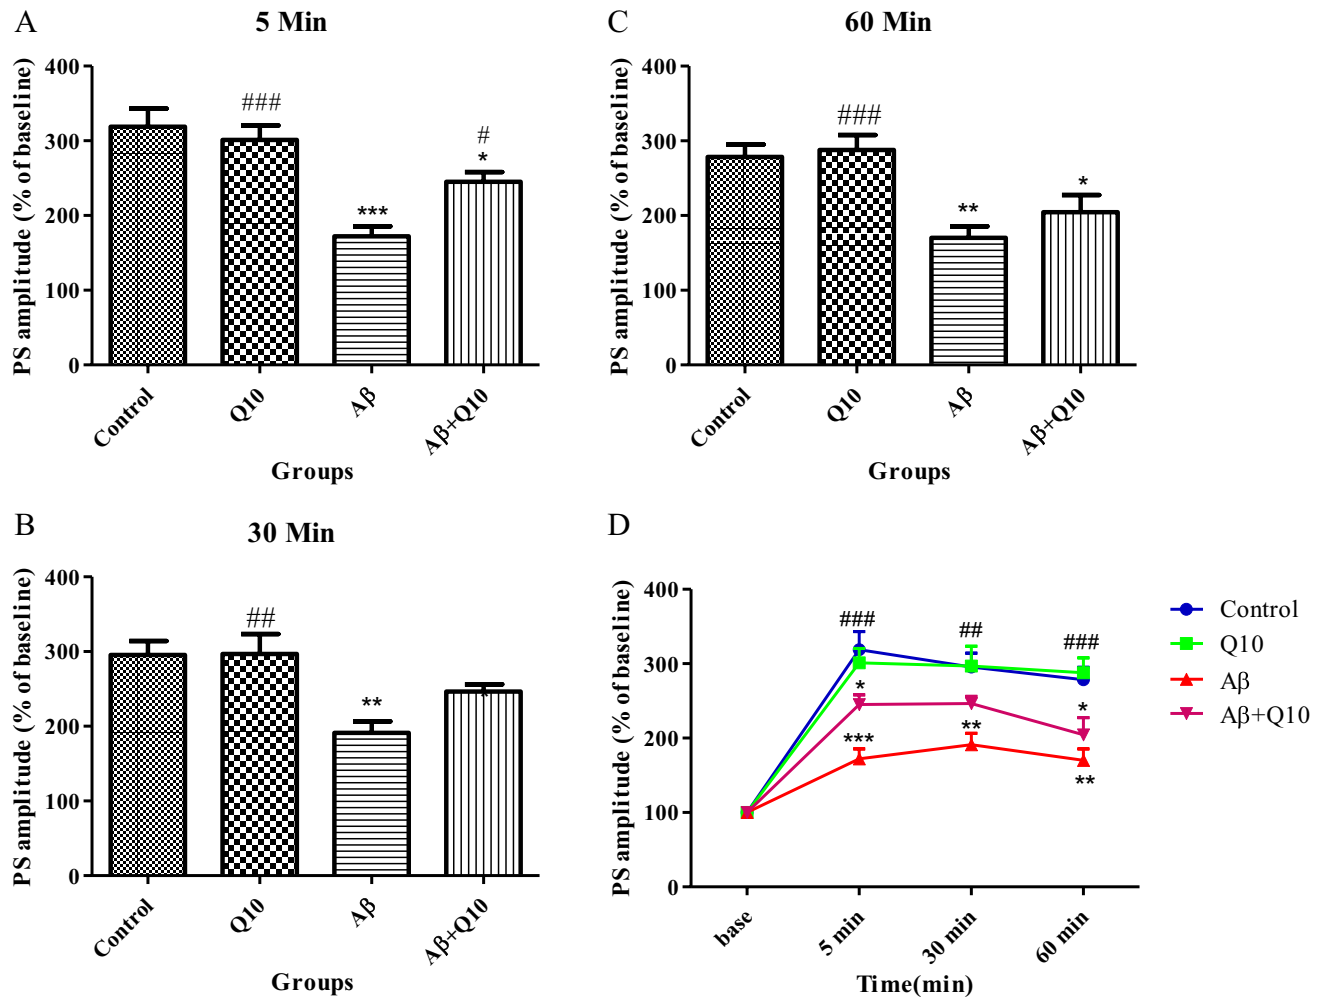 A
5 Min
PS amplitude (% of baseline)
400
300
200
100
0
###
***
#
*
Control
Q10
Aβ
Aβ+Q10
Groups
C
60 Min
PS amplitude (% of baseline)
400
300
200
100
0
###
**
*
Control
Q10
Aβ
Aβ+Q10
Groups
B
30 Min
PS amplitude (% of baseline)
400
300
200
100
0
##
**
*
Control
Q10
Aβ
Aβ+Q10
Groups
D
PS amplitude (% of baseline)
400
300
200
100
0
### ## ###
* *
*** **
**
base
5 min
30 min
60 min
Time(min)
Control
Q10
Aβ
Aβ+Q10